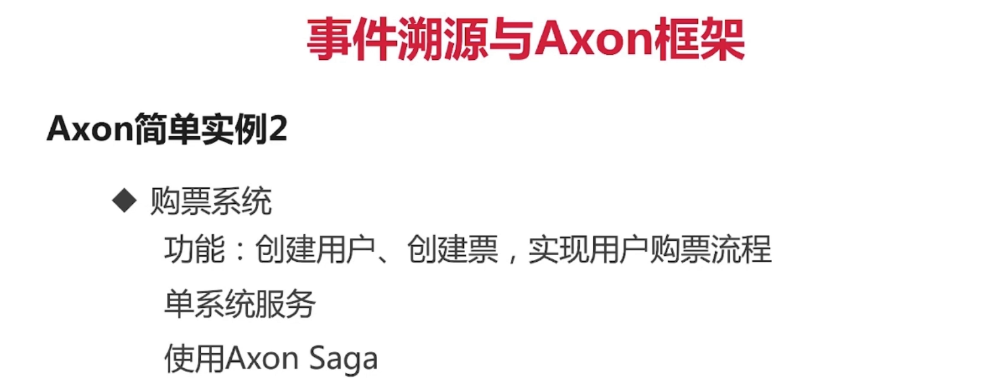 事件溯源与Axon框架
Axon简单实例2
◆ 购票系统
功能：创建用户、创建票，实现用户购票流程
单系统服务
使用Axon Saga